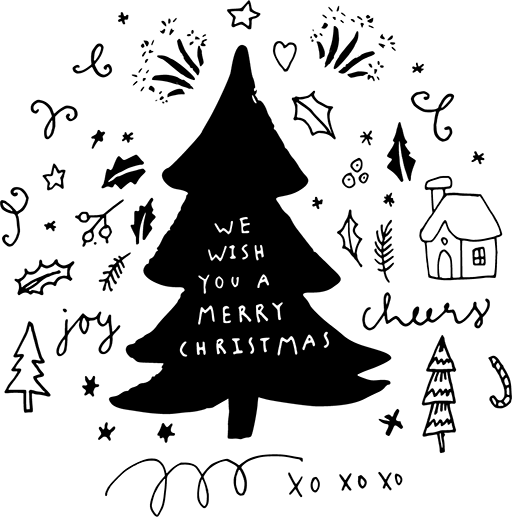 WE
WISH
YOU A
MERRY
CHRISTMAS
joy
cheers
XO XO XO